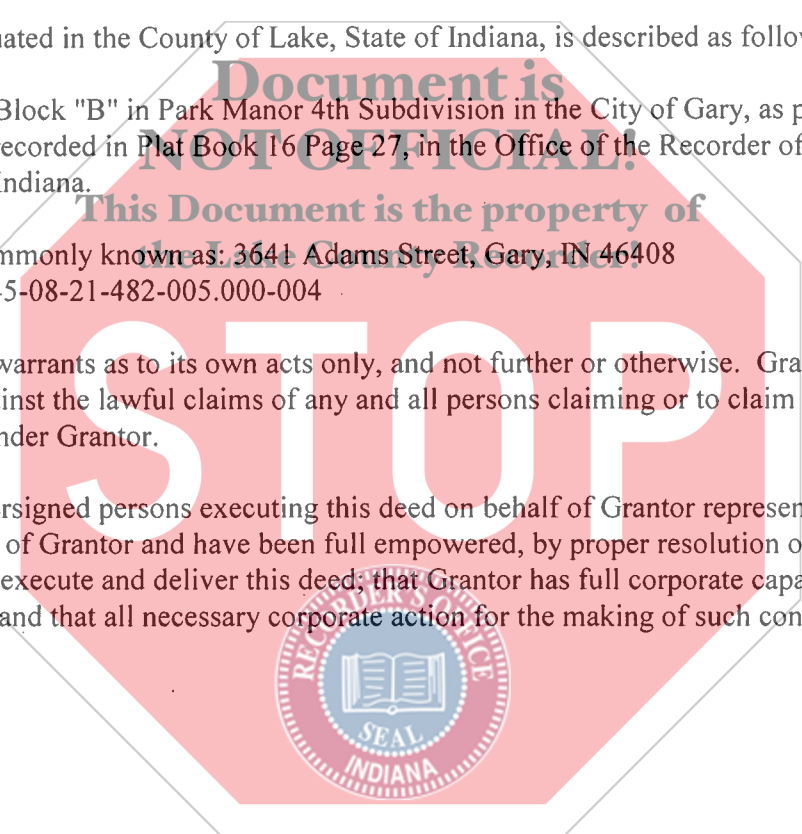 uated in the County of Lake, State of Indiana, is described as follow
Document is
Block "B" in Park Manor 4th Subdivision in the City of Gary, as p
NOT OFFICIAL!
recorded in Plat Book 16 Page 27, in the Office of the Recorder of
Indiana.
This Document is the property of
mmonly known as: 3641 Adams Street, Gary, IN 46408
the Lake County Recorder!
5-08-21-482-005.000-004
warrants as to its own acts only, and not further or otherwise. Gra
inst the lawful claims of any and all persons claiming or to claim
nder Grantor.
STOP
rsigned persons executing this deed on behalf of Grantor represen
of Grantor and have been full empowered, by proper resolution o
execute and deliver this deed; that Grantor has full corporate capa
and that all necessary corporate action for the making of such con
RECORDER'S OFFICE
SEAL
INDIANA